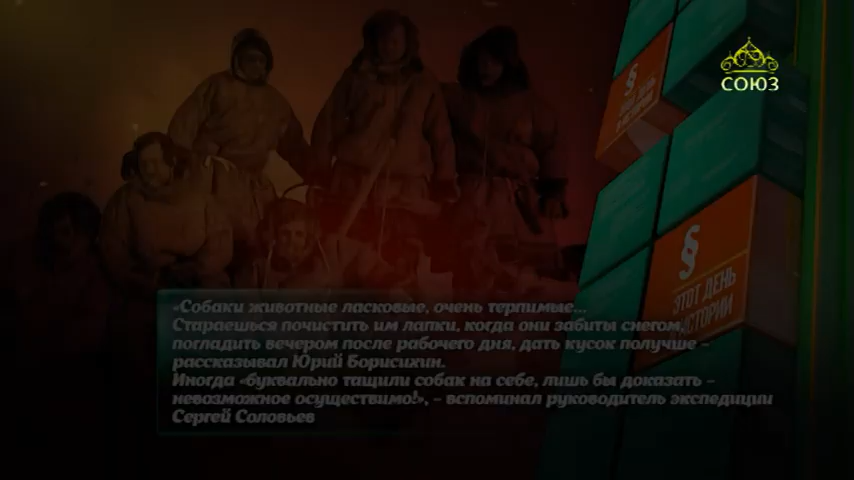 СОЮЗ
§
§
ЭТОТ ДЕНЬ
«Собаки животные ласковые, очень терпимые...
Стараешься почистить им лапки, когда они забиты снегом,
погладить вечером после рабочего дня, дать кусок получше –
рассказывал Юрий Борисихин.
Иногда «буквально тащили собак на себе, лишь бы доказать –
невозможное осуществимо!», – вспоминал руководитель экспедиции
Сергей Соловьев